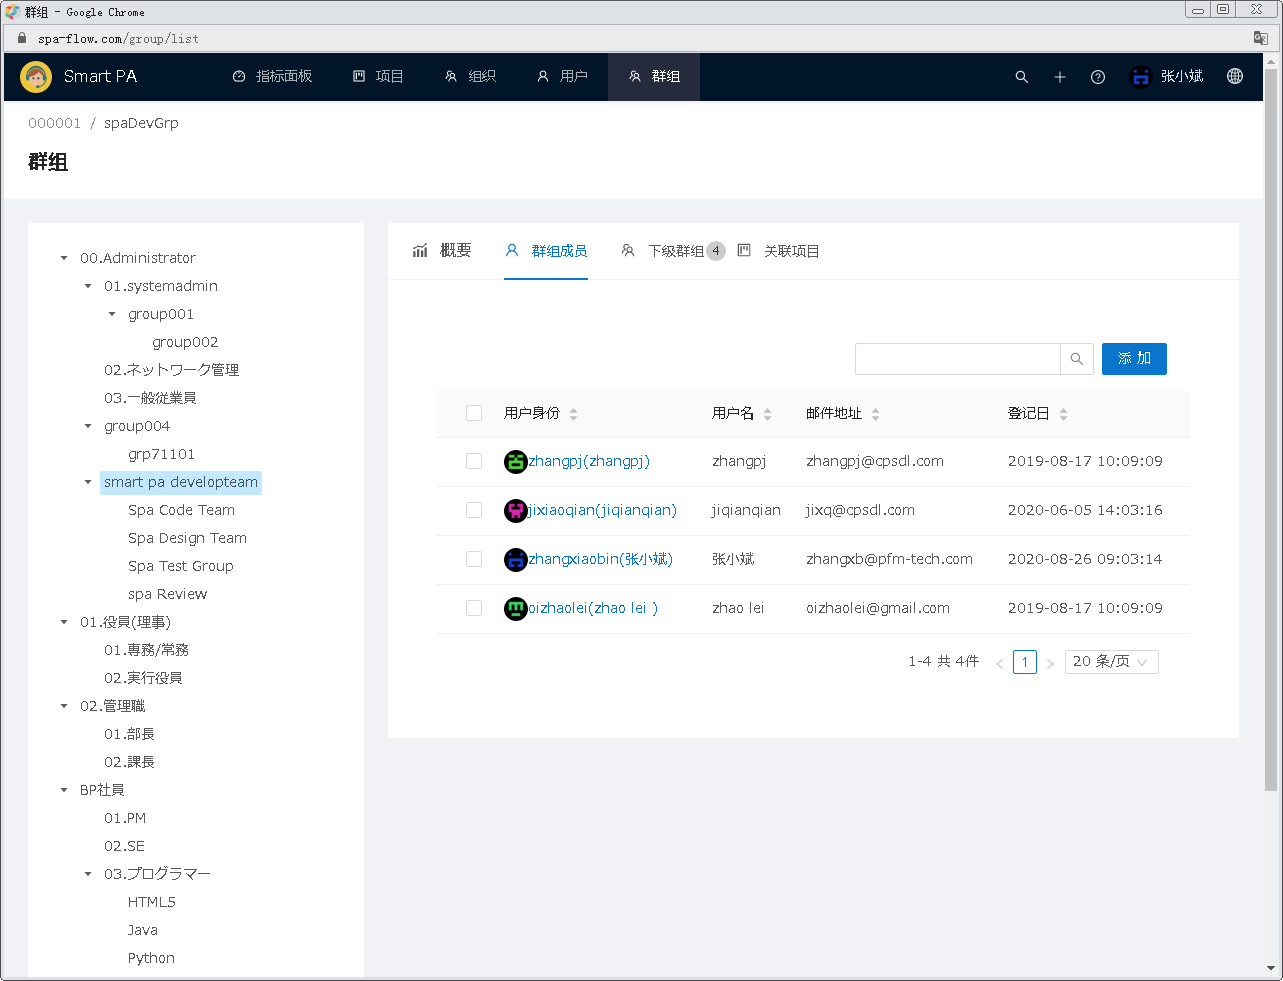 群组 - Google Chrome
spa-flow.com/group/list
Smart PA 指标面板 项目 组织 用户 群组 张小斌
000001 / spaDevGrp
群组
00.Administrator
01.systemadmin
group001
group002
02.ネットワーク管理
03.一般従業員
group004
grp71101
smart pa developteam
Spa Code Team
Spa Design Team
Spa Test Group
spa Review
01.役員(理事)
01.専務/常務
02.実行役員
02.管理職
01.部長
02.課長
BP社員
01.PM
02.SE
03.プログラマー
HTML5
Java
Python
概要 群组成员 下级群组 4 关联项目
添 加
用户身份 用户名 邮件地址 登记日
zhangpj(zhangpj) zhangpj zhangpj@cpsdl.com 2019-08-17 10:09:09
jixiaoqian(jiqianqian) jiqianqian jixq@cpsdl.com 2020-06-05 14:03:16
zhangxiaobin(张小斌) 张小斌 zhangxb@pfm-tech.com 2020-08-26 09:03:14
oizhaolei(zhao lei ) zhao lei oizhaolei@gmail.com 2019-08-17 10:09:09
1-4 共 4件 < 1 > 20 条/页